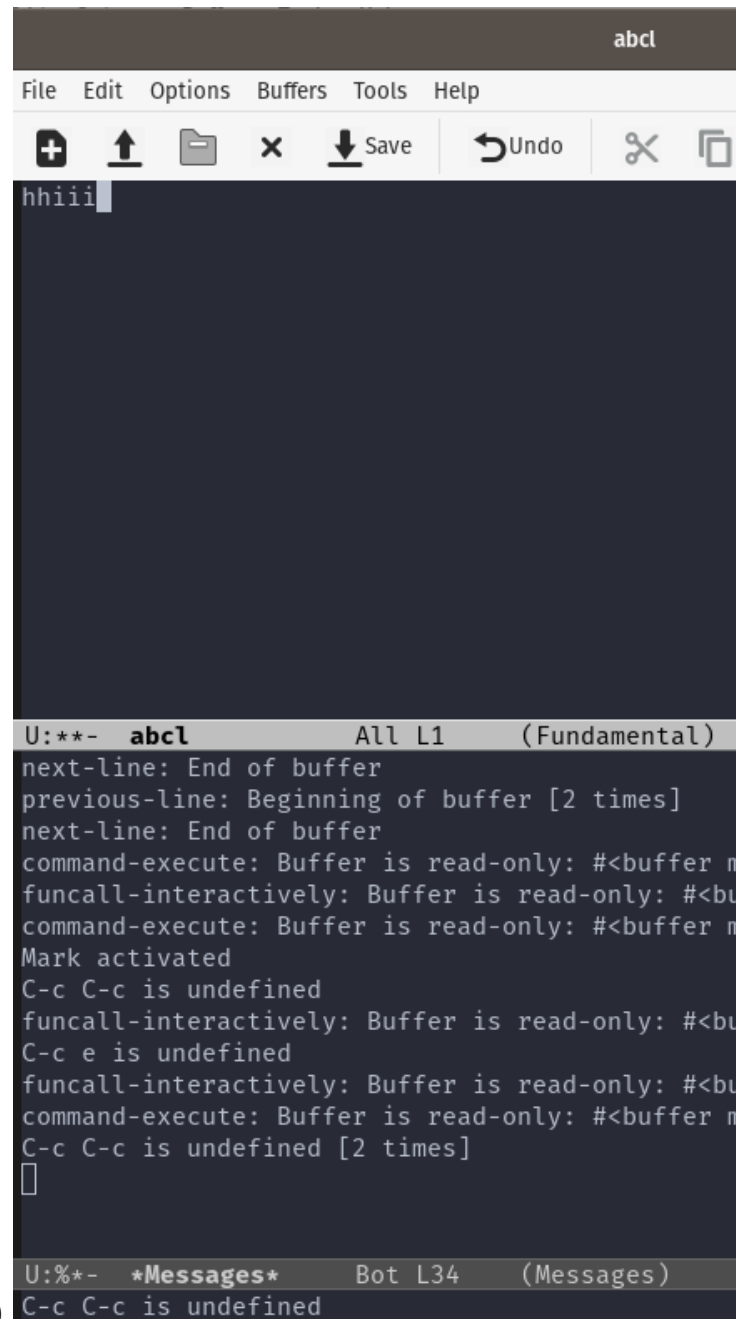 abcl
File Edit Options Buffers Tools Help
Save Undo
hhiii
U:**- abcl All L1 (Fundamental)
next-line: End of buffer
previous-line: Beginning of buffer [2 times]
next-line: End of buffer
command-execute: Buffer is read-only: #<buffer
funcall-interactively: Buffer is read-only:
command-execute: Buffer is read-only: #<buffer
Mark activated
C-c C-c is undefined
funcall-interactively: Buffer is read-only:
C-c e is undefined
funcall-interactively: Buffer is read-only:
command-execute: Buffer is read-only: #<buffer
C-c C-c is undefined [2 times]
U:%*- *Messages* Bot L34 (Messages)
C-c C-c is undefined